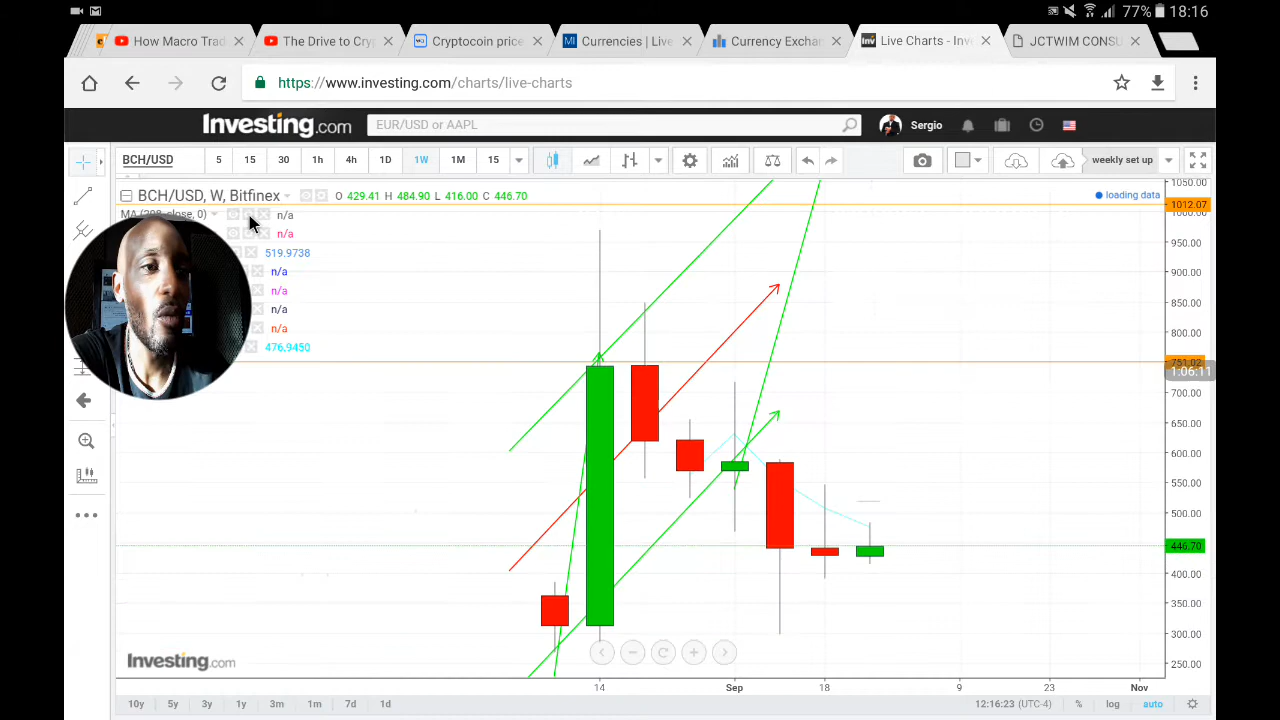 77% 18:16
How Macro Trad
The Drive to Cry
Cryptocoin price
Currencies | Live
Currency Exchan
Live Charts - Inve
JCTWIM CONSU
https://www.investing.com/charts/live-charts
Investing.com
EUR/USD or AAPL
Sergio
BCH/USD 5 15 30 1h 4h 1D 1W 1M 15 weekly set up
BCH/USD, W, Bitfinex O 429.41 H 484.90 L 416.00 C 446.70
loading data
MA (200, close, 0) n/a
n/a
519.9738
n/a
n/a
n/a
n/a
476.9450
1050.00
1012.07
1000.00
950.00
900.00
850.00
800.00
751.02
1:06:11
700.00
650.00
600.00
550.00
500.00
446.70
400.00
350.00
300.00
250.00
Investing.com
14 Sep 18 9 23 Nov
10y 5y 3y 1y 3m 1m 7d 1d 12:16:23 (UTC-4) % log auto